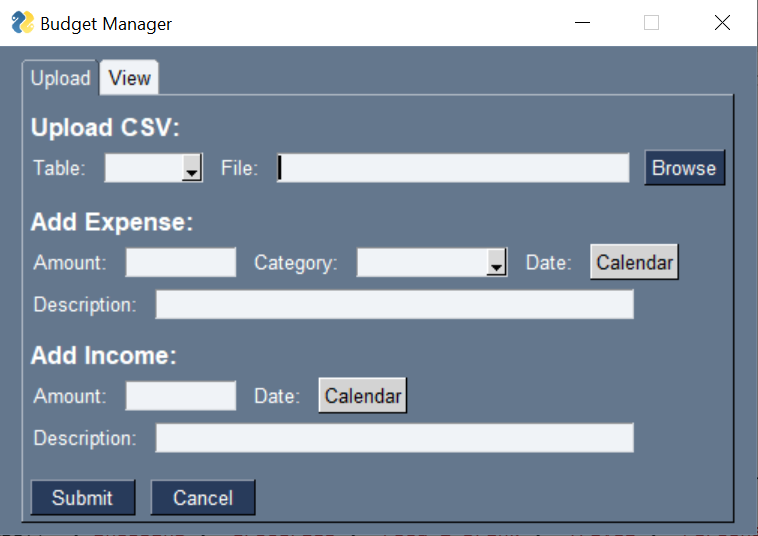 Budget Manager
Upload View
Upload CSV:
Table: File: Browse
Add Expense:
Amount: Category: Date: Calendar
Description:
Add Income:
Amount: Date: Calendar
Description:
Submit Cancel